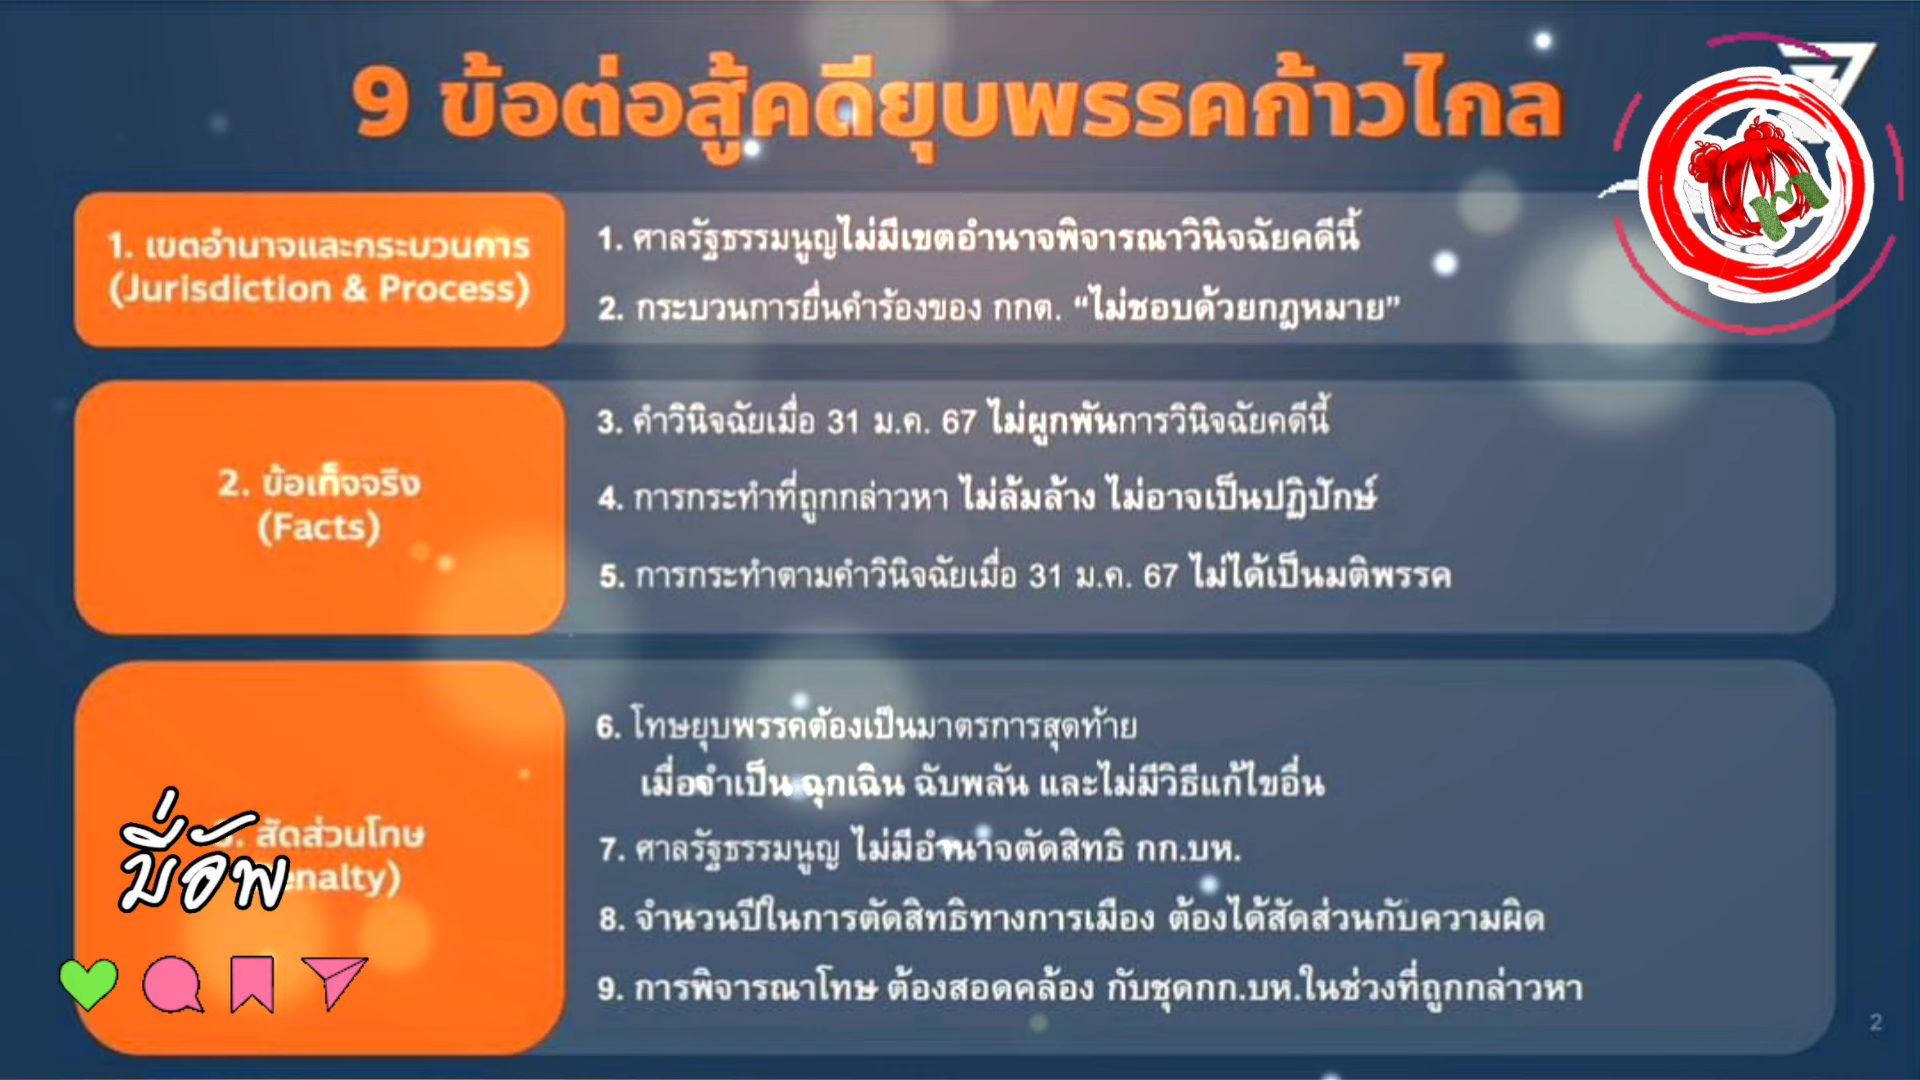 9 ข้อต่อสู้คดียุบพรรคก้าวไกล
1. เขตอำนาจและกระบวนการ
(Jurisdiction & Process)
1. ศาลรัฐธรรมนูญไม่มีเขตอำนาจพิจารณาวินิจฉัยคดีนี้
2. กระบวนการยื่นคำร้องของ กกต. “ไม่ชอบด้วยกฎหมาย”
2. ข้อเท็จจริง
(Facts)
3. คำวินิจฉัยเมื่อ 31 ม.ค. 67 ไม่ผูกพันการวินิจฉัยคดีนี้
4. การกระทำที่ถูกกล่าวหา ไม่ล้มล้าง ไม่อาจเป็นปฏิปักษ์
5. การกระทำตามคำวินิจฉัยเมื่อ 31 ม.ค. 67 ไม่ได้เป็นมติพรรค
สัดส่วนโทษ
enalty)
บี่อัพ
6. โทษยุบพรรคต้องเป็นมาตรการสุดท้าย
เมื่อจำเป็น ฉุกเฉิน ฉับพลัน และไม่มีวิธีแก้ไขอื่น
7. ศาลรัฐธรรมนูญ ไม่มีอำนาจตัดสิทธิ กก.บห.
8. จำนวนปีในการตัดสิทธิทางการเมือง ต้องได้สัดส่วนกับความผิด
9. การพิจารณาโทษ ต้องสอดคล้อง กับชุดกก.บห.ในช่วงที่ถูกกล่าวหา
2